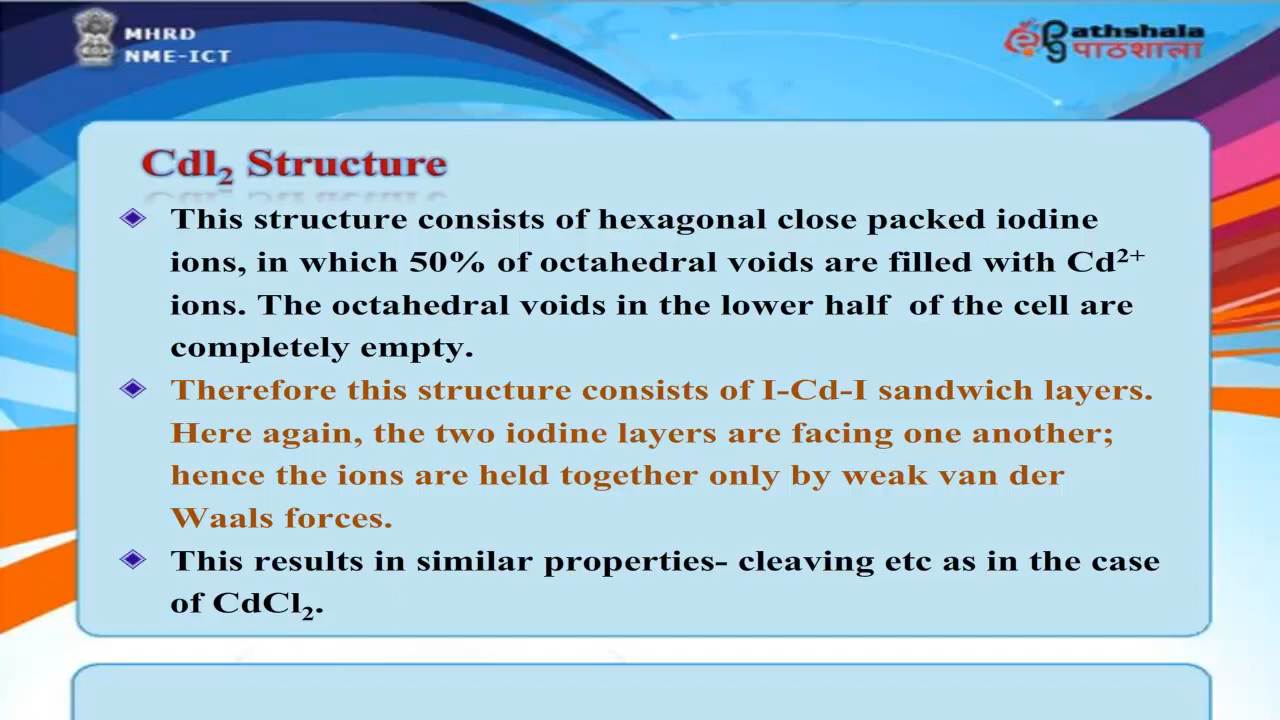 MHRD
NME-ICT
ePathshala
पाठशाला
CdI₂ Structure
This structure consists of hexagonal close packed iodine
ions, in which 50% of octahedral voids are filled with Cd²⁺
ions. The octahedral voids in the lower half of the cell are
completely empty.
Therefore this structure consists of I-Cd-I sandwich layers.
Here again, the two iodine layers are facing one another;
hence the ions are held together only by weak van der
Waals forces.
This results in similar properties- cleaving etc as in the case
of CdCl₂.